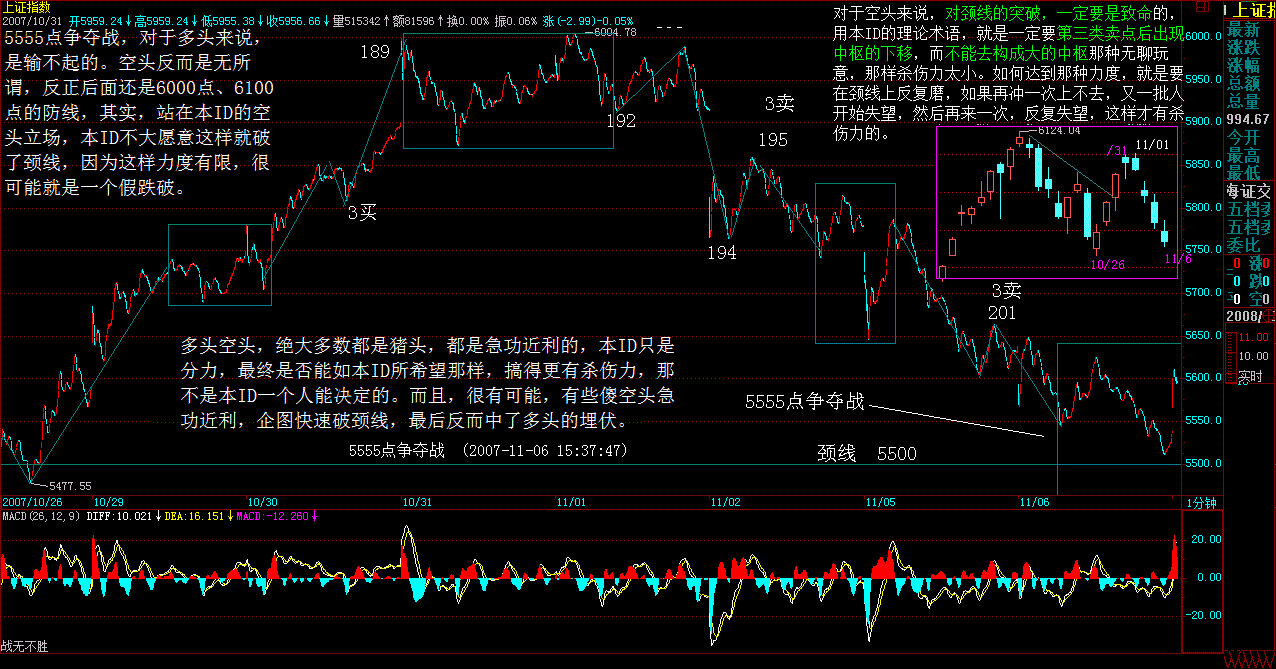 上证指数
2007/10/31 开5959.24↓高5959.24↓低5955.38↓收5956.66↓量515342↑额81596↑换0.00% 振0.06% 涨(-2.99)-0.05%
5555点争夺战，对于多头来说，
是输不起的。空头反而是无所
谓，反正后面还是6000点、6100
点的防线，其实，站在本ID的空
头立场，本ID不大愿意这样就破
了颈线，因为这样力度有限，很
可能就是一个假跌破。
189
6004.78
192
3买
3卖
195
194
对于空头来说，对颈线的突破，一定要是致命的，
用本ID的理论术语，就是一定要第三类卖点后出现
中枢的下移，而不能去构成大的中枢那种无聊玩
意，那样杀伤力太小。如何达到那种力度，就是要
在颈线上反复磨，如果再冲一次上不去，又一批人
开始失望，然后再来一次，反复失望，这样才有杀
伤力的。
6124.04
/31
11/01
10/26
11/6
3卖
201
多头空头，绝大多数都是猪头，都是急功近利的，本ID只是
分力，最终是否能如本ID所希望那样，搞得更有杀伤力，那
不是本ID一个人能决定的。而且，很有可能，有些傻空头急
功近利，企图快速破颈线，最后反而中了多头的埋伏。
5555点争夺战 (2007-11-06 15:37:47)
5555点争夺战
颈线 5500
5477.55
6000.0
5950.0
5900.0
5850.0
5800.0
5750.0
5700.0
5650.0
5600.0
5550.0
5500.0
上证指
最新
涨跌
涨幅
总额
总量
994.67
今开
最高
最低
每证交
五档
五档
委比
0 涨0
0 跌0
0 空0
2008/
11.00
10.00
实时
2007/10/26 10/29 10/30 10/31 11/01 11/02 11/05 11/06 1分钟
MACD(26,12,9) DIFF:10.021↓DEA:16.151↓MACD:-12.260↓
20.00
0.00
-20.00
战无不胜